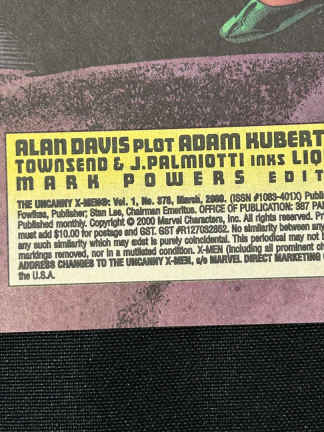 ALAN DAVIS PLOT ADAM KUBERT
TOWNSEND & J.PALMIOTTI INKS LIQ
MARK POWERS EDIT
THE UNCANNY X-MEN®: Vol. 1, No. 378, March, 2000. (ISSN #1083-401X) Publi
Fowlkes, Publisher; Stan Lee, Chairman Emeritus. OFFICE OF PUBLICATION: 387 PAR
Published monthly. Copyright © 2000 Marvel Characters, Inc. All rights reserved. Pri
must add $10.00 for postage and GST. GST #R127032852. No similarity between any
any such similarity which may exist is purely coincidental. This periodical may not b
markings removed, nor in a mutilated condition. X-MEN (including all prominent ch
ADDRESS CHANGES TO THE UNCANNY X-MEN, c/o MARVEL DIRECT MARKETING
the U.S.A.